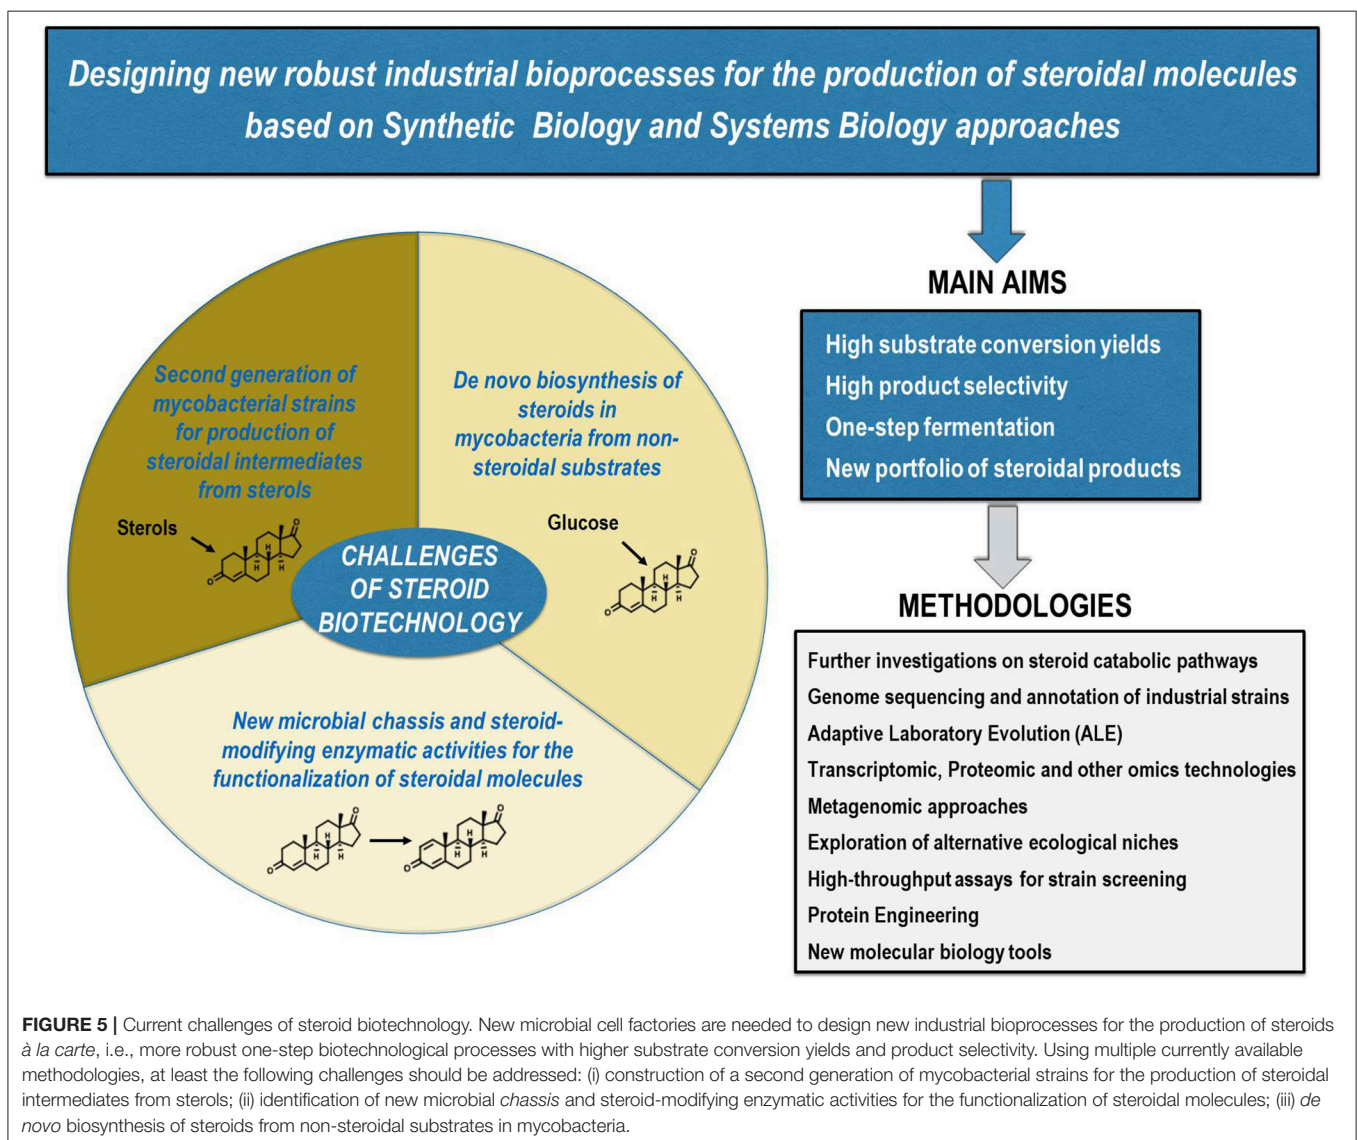 Designing new robust industrial bioprocesses for the production of steroidal molecules
based on Synthetic Biology and Systems Biology approaches
Second generation of
mycobacterial strains
for production of
steroidal intermediates
from sterols
Sterols
O
O
H
H
H
De novo biosynthesis of
steroids in
mycobacteria from non-
steroidal substrates
Glucose
O
O
H
H
H
CHALLENGES
OF STEROID
BIOTECHNOLOGY
New microbial chassis and steroid-
modifying enzymatic activities for the
functionalization of steroidal molecules
O
O
H
H
H
O
O
H
H
H
MAIN AIMS
High substrate conversion yields
High product selectivity
One-step fermentation
New portfolio of steroidal products
METHODOLOGIES
Further investigations on steroid catabolic pathways
Genome sequencing and annotation of industrial strains
Adaptive Laboratory Evolution (ALE)
Transcriptomic, Proteomic and other omics technologies
Metagenomic approaches
Exploration of alternative ecological niches
High-throughput assays for strain screening
Protein Engineering
New molecular biology tools
FIGURE 5 | Current challenges of steroid biotechnology. New microbial cell factories are needed to design new industrial bioprocesses for the production of steroids
à la carte, i.e., more robust one-step biotechnological processes with higher substrate conversion yields and product selectivity. Using multiple currently available
methodologies, at least the following challenges should be addressed: (i) construction of a second generation of mycobacterial strains for the production of steroidal
intermediates from sterols; (ii) identification of new microbial chassis and steroid-modifying enzymatic activities for the functionalization of steroidal molecules; (iii) de
novo biosynthesis of steroids from non-steroidal substrates in mycobacteria.